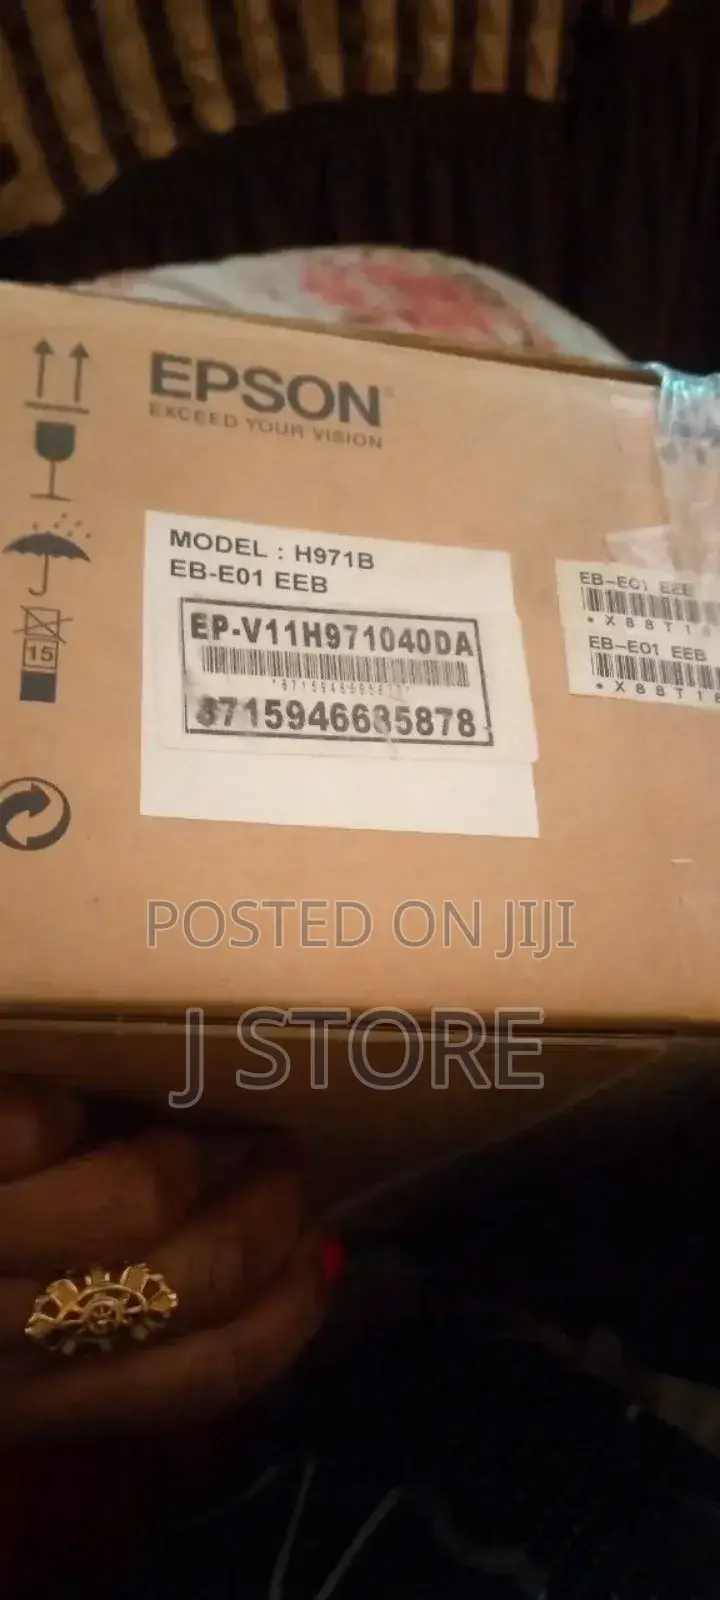 EPSON
EXCEED YOUR VISION
MODEL : H971B
EB-E01 EEB
EP-V11H971040DA
8715946685878
15
EB-E01 EEB
EB-E01 EEB
POSTED ON JIJI
J STORE